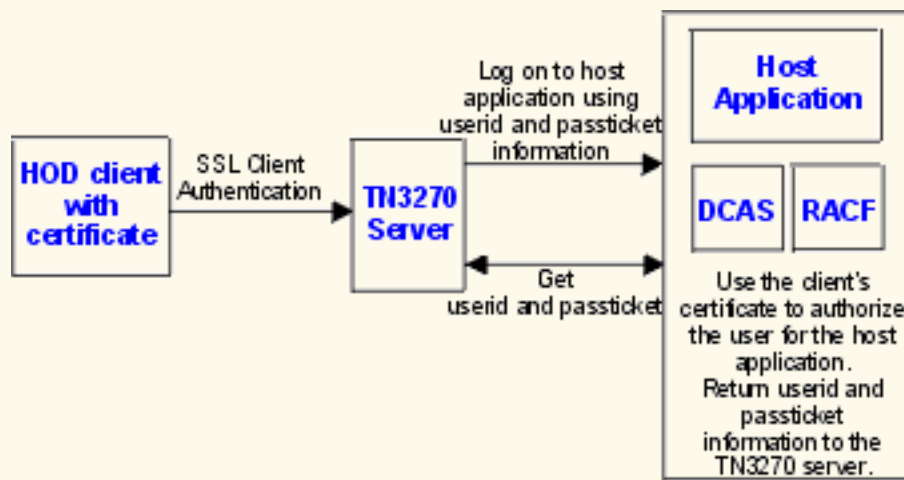 HOD client
with
certificate
SSL Client
Authentication
TN3270
Server
Log on to host
application using
userid and passticket
information
Get
userid and passticket
Host
Application
DCAS
RACF
Use the client's
certificate to authorize
the user for the host
application.
Return userid and
passticket
information to the
TN3270 server.